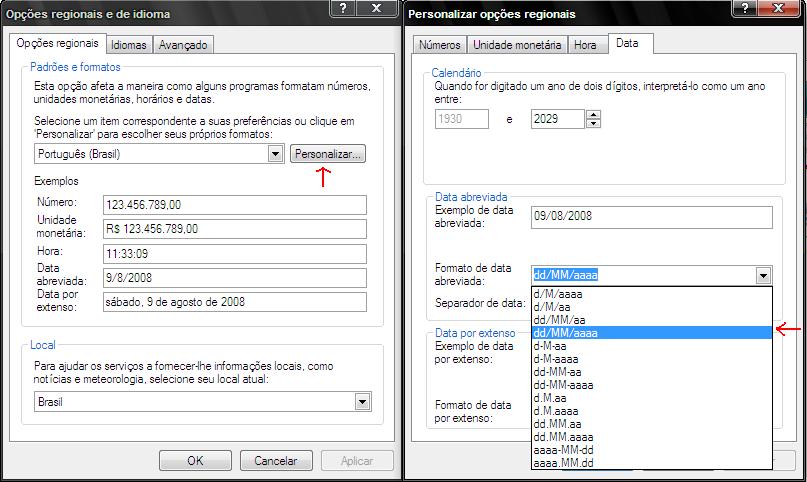 Opções regionais e de idioma
Opções regionais
Idiomas
Avançado
Padrões e formatos
Esta opção afeta a maneira como alguns programas formatam números,
unidades monetárias, horários e datas.
Selecione um item correspondente a suas preferências ou clique em
'Personalizar' para escolher seus próprios formatos:
Português (Brasil)
Personalizar...
Exemplos
Número:
123.456.789,00
Unidade
monetária:
R$ 123.456.789,00
Hora:
11:33:09
Data
abreviada:
9/8/2008
Data por
extenso:
sábado, 9 de agosto de 2008
Local
Para ajudar os serviços a fornecer-lhe informações locais, como
notícias e meteorologia, selecione seu local atual:
Brasil
OK
Cancelar
Aplicar
Personalizar opções regionais
Números
Unidade monetária
Hora
Data
Calendário
Quando for digitado um ano de dois dígitos, interpretá-lo como um ano
entre:
1930
e
2029
Data abreviada
Exemplo de data
abreviada:
09/08/2008
Formato de data
abreviada:
dd/MM/aaaa
Separador de data:
d/M/aaaa
d/M/aa
dd/MM/aa
dd/MM/aaaa
d-M-aa
d-M-aaaa
dd-MM-aa
dd-MM-aaaa
d.M.aa
d.M.aaaa
dd.MM.aa
dd.MM.aaaa
aaaa-MM-dd
aaaa.MM.dd
Data por extenso
Exemplo de data
por extenso:
Formato de data
por extenso: